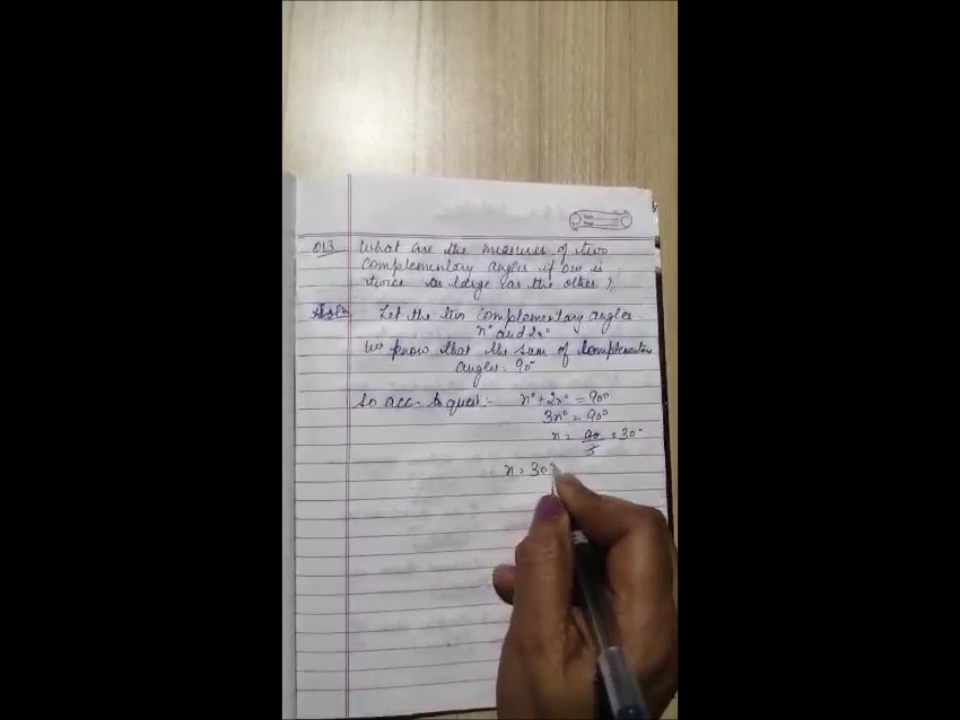 Q13 What are the measures of two
complementary angles if one is
twice as large as the other?
Let the two complementary angles
x° and 2x°
We know that the sum of complementary
angles = 90°
So acc. to quest:- x° + 2x° = 90°
3x° = 90°
x = 90/3 = 30°
x = 30°